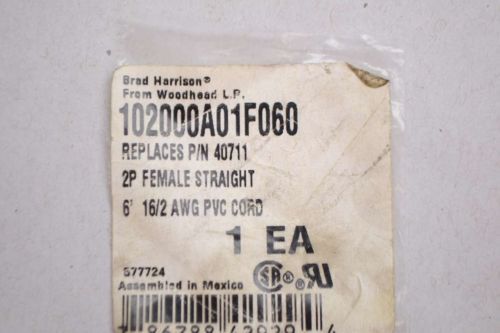 Brad Harrison®
From Woodhead L.P.
102000A01F060
REPLACES P/N 40711
2P FEMALE STRAIGHT
6' 16/2 AWG PVC CORD
1 EA
677724
Assembled in Mexico